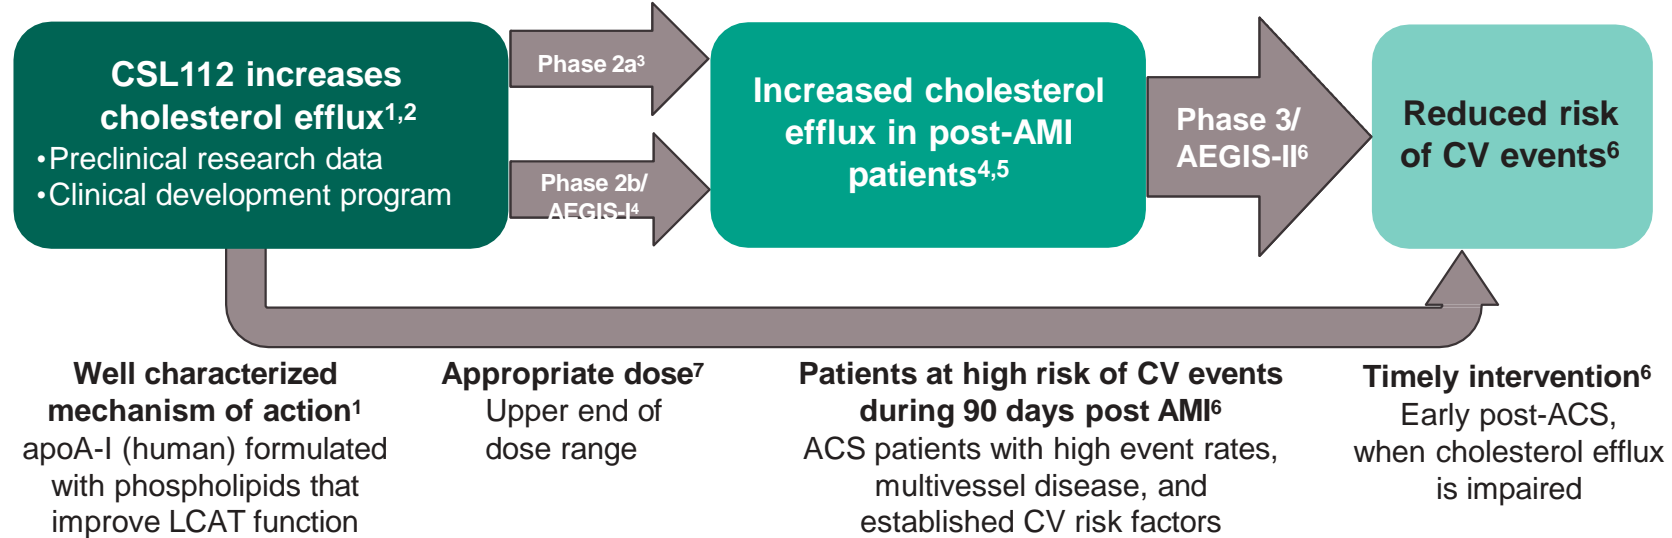 CSL112 increases
cholesterol efflux1,2
•Preclinical research data
•Clinical development program
Phase 2a3
Phase 2b/
AEGIS-I4
Increased cholesterol
efflux in post-AMI
patients4,5
Phase 3/
AEGIS-II6
Reduced risk
of CV events6
Well characterized
mechanism of action1
apoA-I (human) formulated
with phospholipids that
improve LCAT function
Appropriate dose7
Upper end of
dose range
Patients at high risk of CV events
during 90 days post AMI6
ACS patients with high event rates,
multivessel disease, and
established CV risk factors
Timely intervention6
Early post-ACS,
when cholesterol efflux
is impaired